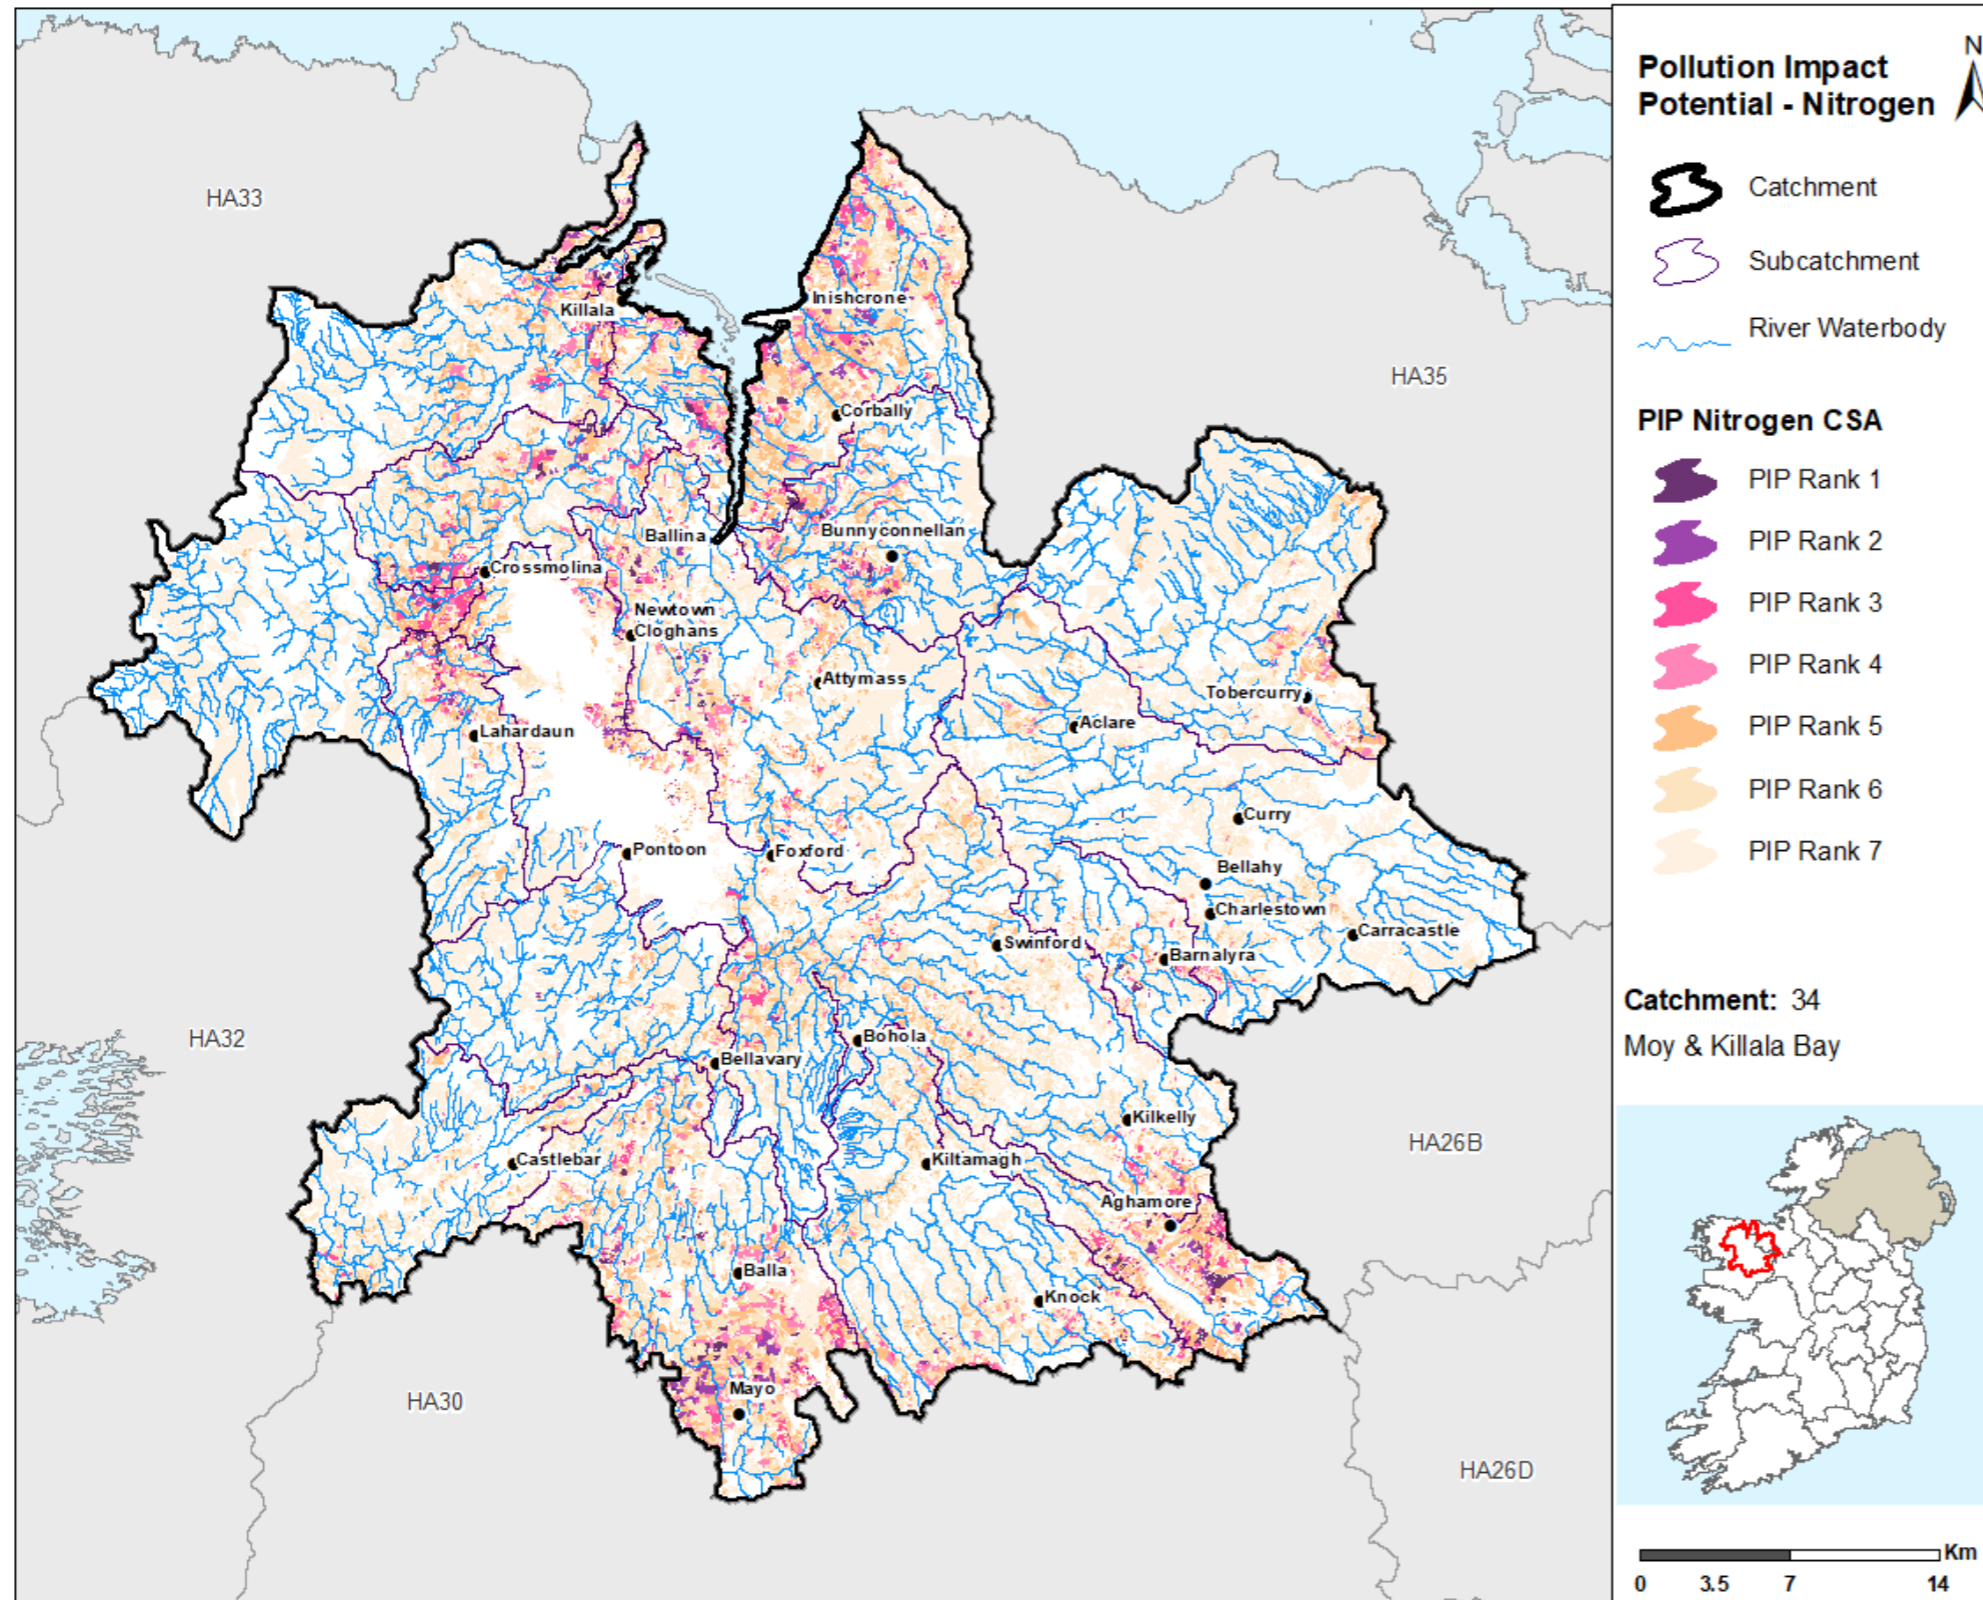 HA33
HA35
HA32
HA30
HA26B
HA26D
Killala
Inishcrone
Corbally
Ballina
Bunnyconnellan
Crossmolina
Newtown
Cloghans
Attymass
Tobercurry
Lahardaun
Aclare
Curry
Pontoon
Foxford
Bellahy
Charlestown
Carracastle
Swinford
Barnalyra
Bohola
Bellavary
Kilkelly
Castlebar
Kiltamagh
Aghamore
Balla
Knock
Mayo
N
Pollution Impact
Potential - Nitrogen
Catchment
Subcatchment
River Waterbody
PIP Nitrogen CSA
PIP Rank 1
PIP Rank 2
PIP Rank 3
PIP Rank 4
PIP Rank 5
PIP Rank 6
PIP Rank 7
Catchment: 34
Moy & Killala Bay
Km
0 3.5 7 14